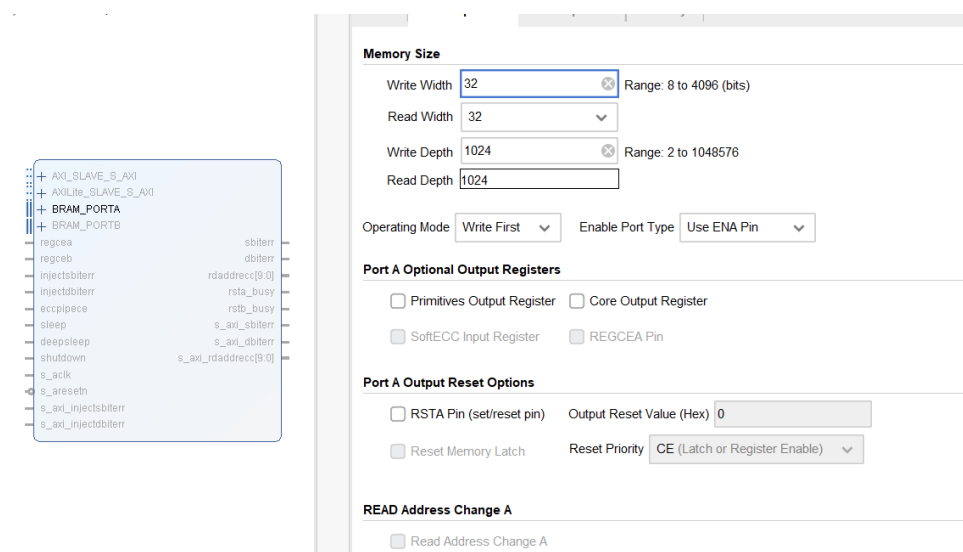 + AXI_SLAVE_S_AXI
+ AXILite_SLAVE_S_AXI
+ BRAM_PORTA
+ BRAM_PORTB
regcea sbiterr
regceb dbiterr
injectsbiterr rdaddrecc[9:0]
injectdbiterr rsta_busy
eccpipece rstb_busy
sleep s_axi_sbiterr
deepsleep s_axi_dbiterr
shutdown s_axi_rdaddrecc[9:0]
s_aclk
s_aresetn
s_axi_injectsbiterr
s_axi_injectdbiterr
Memory Size
Write Width 32 Range: 8 to 4096 (bits)
Read Width 32
Write Depth 1024 Range: 2 to 1048576
Read Depth 1024
Operating Mode Write First Enable Port Type Use ENA Pin
Port A Optional Output Registers
Primitives Output Register Core Output Register
SoftECC Input Register REGCEA Pin
Port A Output Reset Options
RSTA Pin (set/reset pin) Output Reset Value (Hex) 0
Reset Memory Latch Reset Priority CE (Latch or Register Enable)
READ Address Change A
Read Address Change A